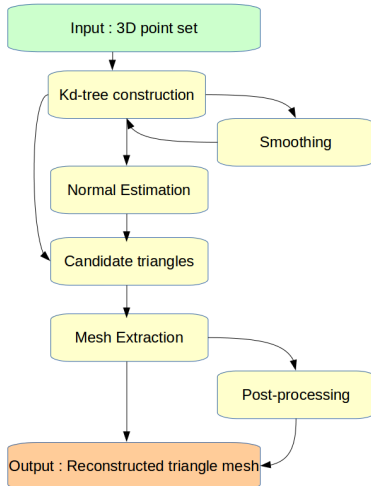 Input : 3D point set
Kd-tree construction
Smoothing
Normal Estimation
Candidate triangles
Mesh Extraction
Post-processing
Output : Reconstructed triangle mesh